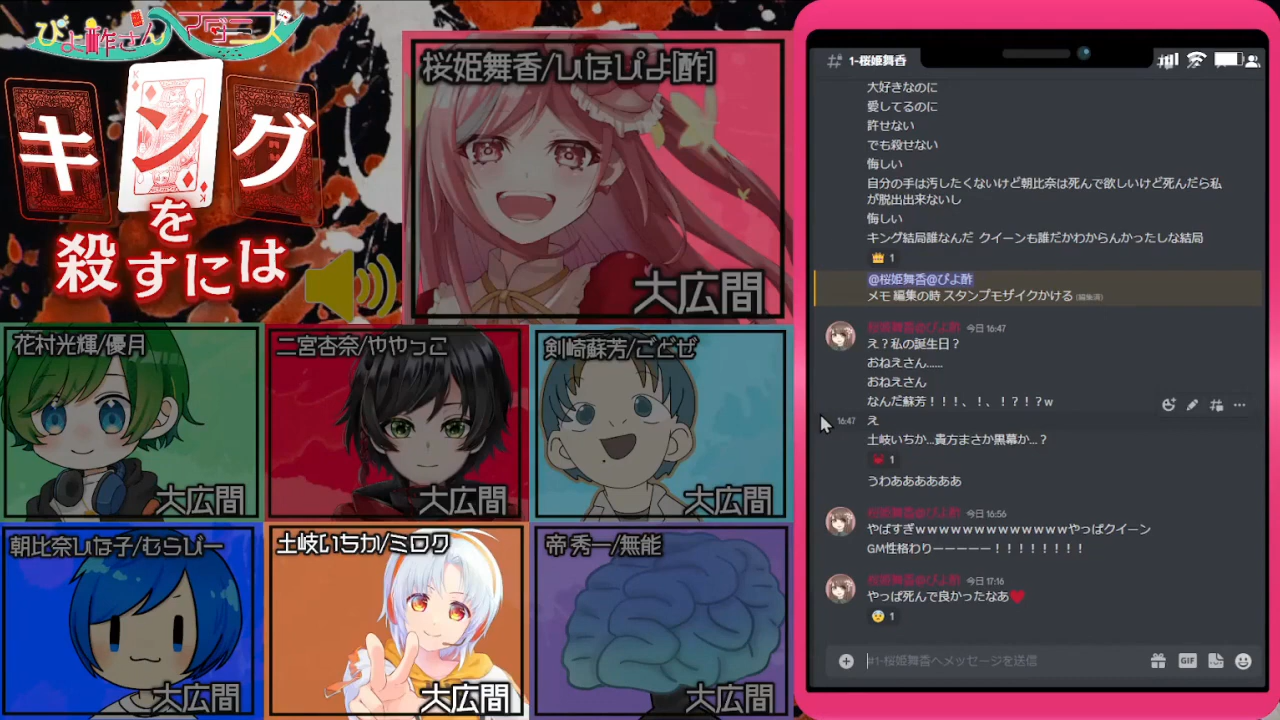 ぴよ酢さんマダミス
キング
を
殺すには
桜姫舞香/ひなぴよ[酢]
大広間
花村光輝/優月
大広間
二宮杏奈/ややっこ
大広間
剣崎蘇芳/ごどぜ
大広間
朝比奈ひな子/むらびー
大広間
土岐いちか/ミロク
大広間
帝 秀一/無能
大広間
# 1-桜姫舞香
大好きなのに
愛してるのに
許せない
でも殺せない
悔しい
自分の手は汚したくないけど朝比奈は死んで欲しいけど死んだら私
が脱出出来ないし
悔しい
キング結局誰なんだ クイーンも誰だかわからんかったしな結局
1
@桜姫舞香@ぴよ酢
メモ 編集の時 スタンプモザイクかける (編集済)
桜姫舞香@ぴよ酢 今日 16:47
え？私の誕生日？
おねえさん......
おねえさん
なんだ蘇芳！！！、！、！？！？w
16:47 え
土岐いちか...貴方まさか黒幕か...？
1
うわああああああ
桜姫舞香@ぴよ酢 今日 16:56
やばすぎｗｗｗｗｗｗｗｗｗｗｗｗｗやっぱクイーン
GM性格わりーーーーー！！！！！！！！
桜姫舞香@ぴよ酢 今日 17:16
やっぱ死んで良かったなあ♥
1
#1-桜姫舞香へメッセージを送信
GIF